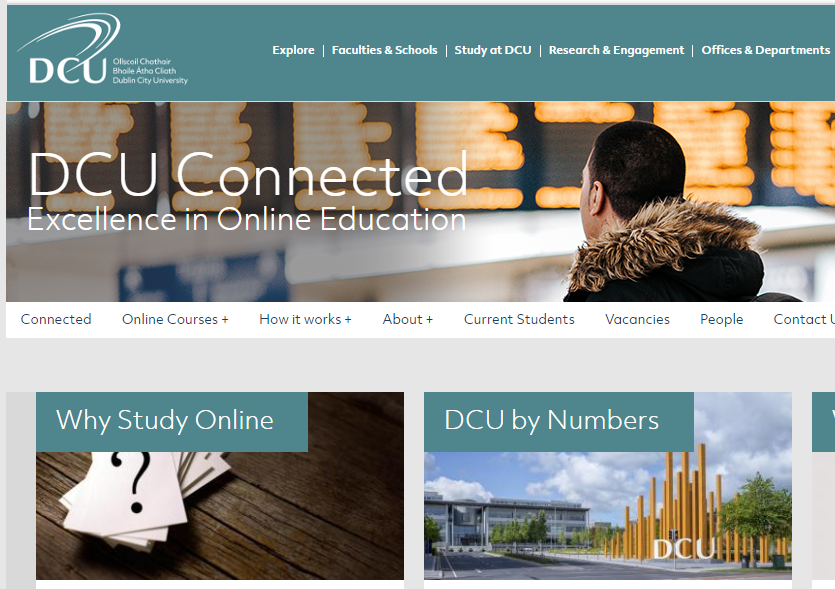 DCU
Ollscoil Chathair
Bhaile Átha Cliath
Dublin City University
Explore | Faculties & Schools | Study at DCU | Research & Engagement | Offices & Departments
DCU Connected
Excellence in Online Education
Connected Online Courses + How it works + About + Current Students Vacancies People Contact U
Why Study Online
DCU by Numbers
?
DCU